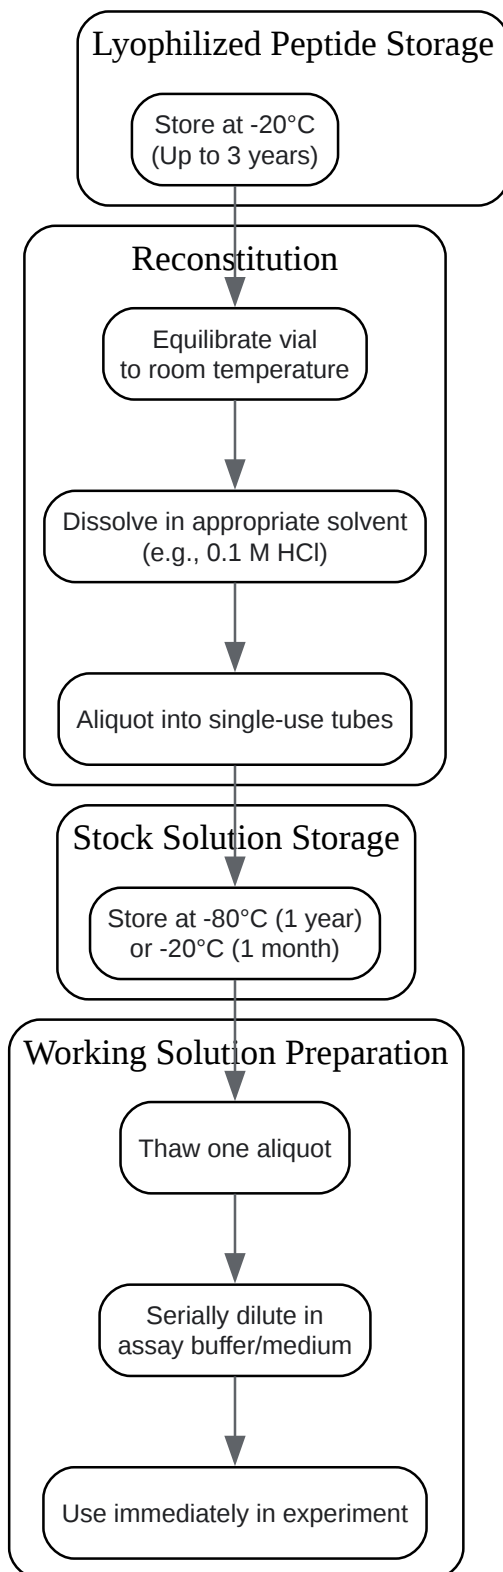 Lyophilized Peptide Storage
Store at -20°C
(Up to 3 years)
Reconstitution
Equilibrate vial
to room temperature
Dissolve in appropriate solvent
(e.g., 0.1 M HCl)
Aliquot into single-use tubes
Stock Solution Storage
Store at -80°C (1 year)
or -20°C (1 month)
Working Solution Preparation
Thaw one aliquot
Serially dilute in
assay buffer/medium
Use immediately in experiment